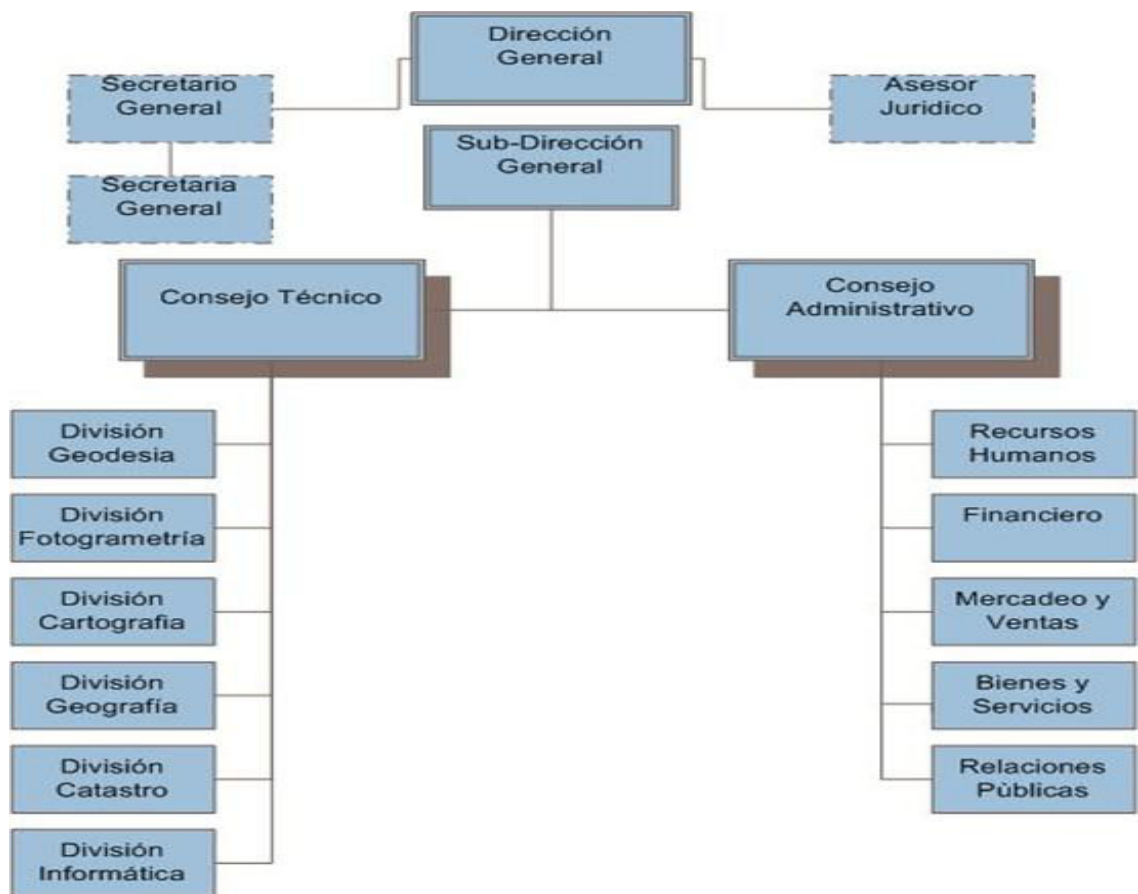 Dirección
General
Secretario
General
Asesor
Juridico
Sub-Dirección
General
Secretaria
General
Consejo Técnico
Consejo
Administrativo
División
Geodesia
División
Fotogrametría
División
Cartografia
División
Geografía
División
Catastro
División
Informática
Recursos
Humanos
Financiero
Mercadeo y
Ventas
Bienes y
Servicios
Relaciones
Pùblicas